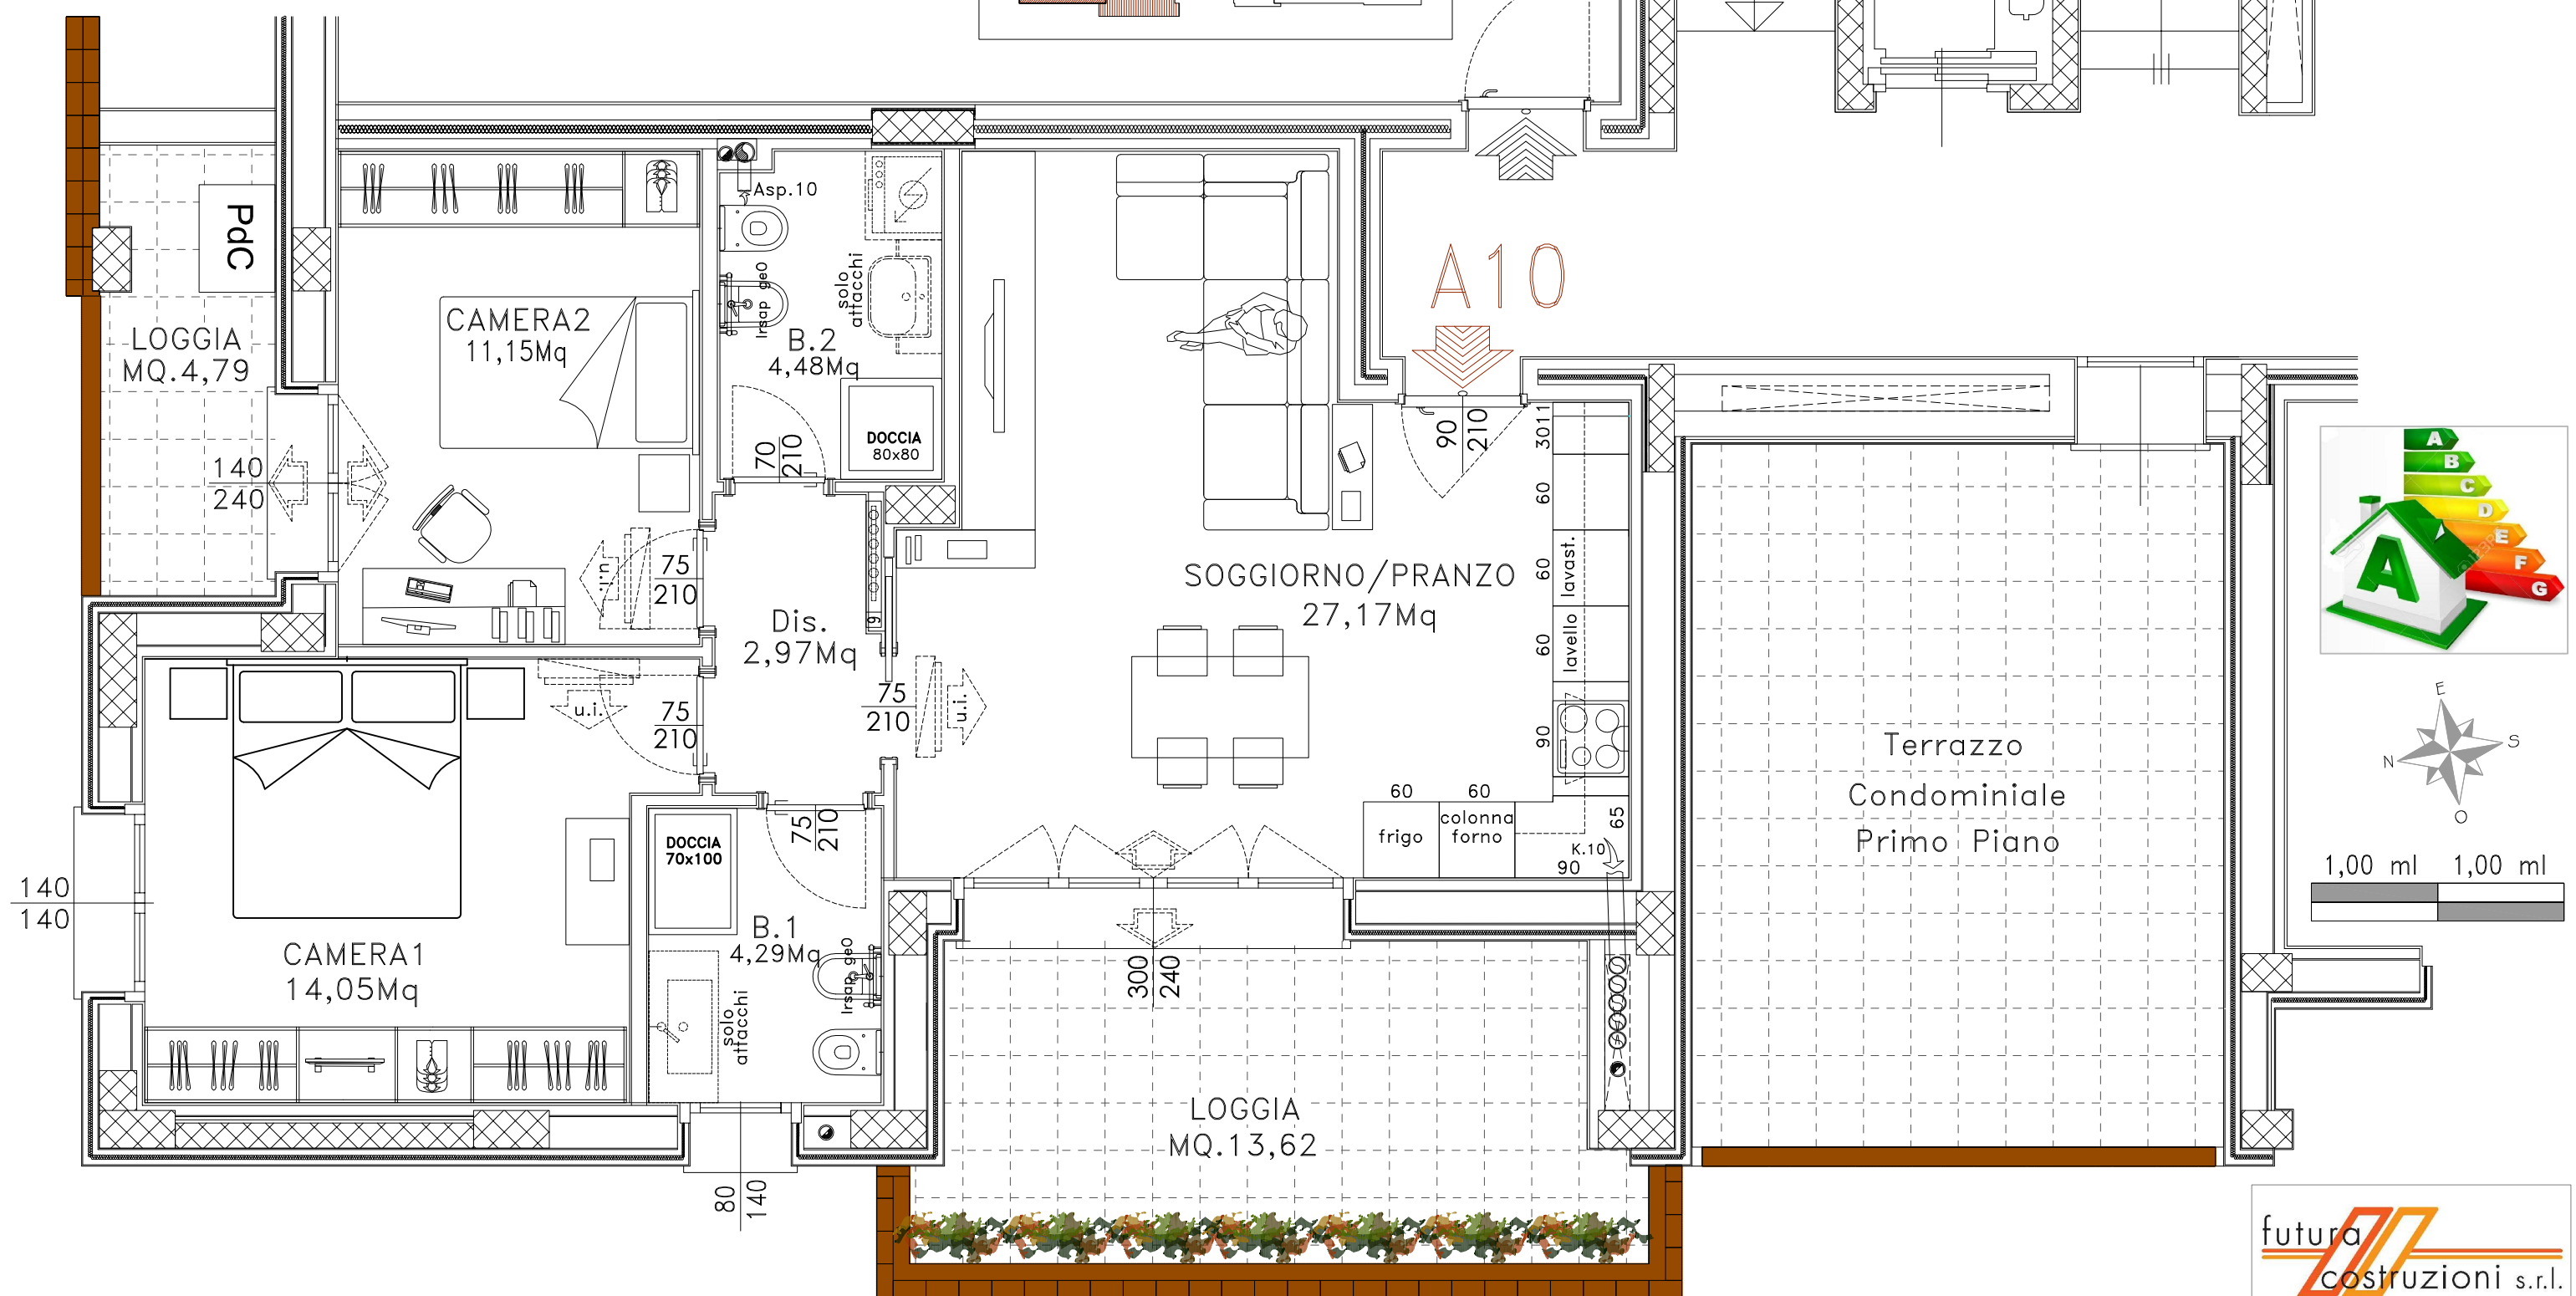 PdC
LOGGIA
MQ.4,79
140
240
CAMERA2
11,15Mq
Asp.10
Irsap ge0
solo
attacchi
B.2
4,48Mq
DOCCIA
80x80
70
210
A10
90
210
3011
60
60
lavast.
60
lavello
90
65
SOGGIORNO/PRANZO
27,17Mq
u.i.
75
210
Dis.
2,97Mq
9
75
210
u.i.
u.i.
75
210
60
60
frigo
colonna
forno
K.10
90
DOCCIA
70x100
75
210
B.1
4,29Mq
Irsap ge0
solo
attacchi
140
140
CAMERA1
14,05Mq
80
140
300
240
LOGGIA
MQ.13,62
Terrazzo
Condominiale
Primo Piano
A
B
C
D
E
F
G
A
E
S
N
O
1,00 ml
1,00 ml
futura
costruzioni s.r.l.